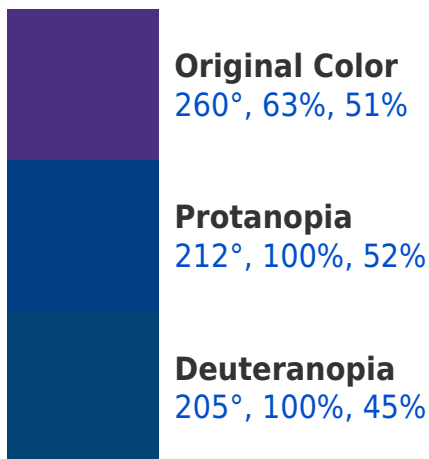 Original Color
260°, 63%, 51%
Protanopia
212°, 100%, 52%
Deuteranopia
205°, 100%, 45%